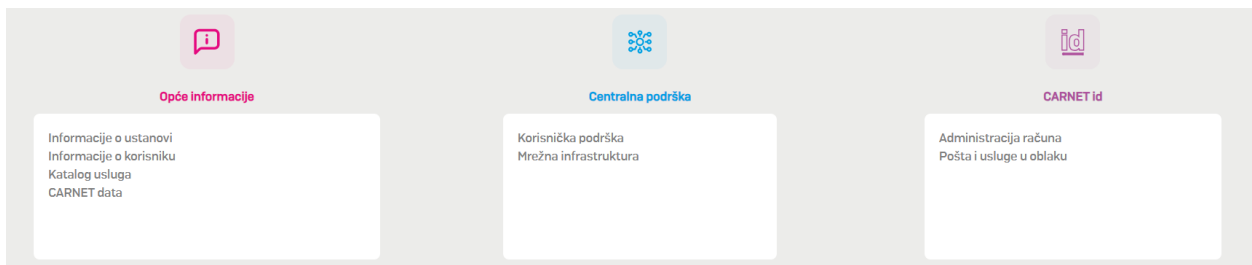 id
Opće informacije
Informacije o ustanovi
Informacije o korisniku
Katalog usluga
CARNET data
Centralna podrška
Korisnička podrška
Mrežna infrastruktura
CARNET id
Administracija računa
Pošta i usluge u oblaku